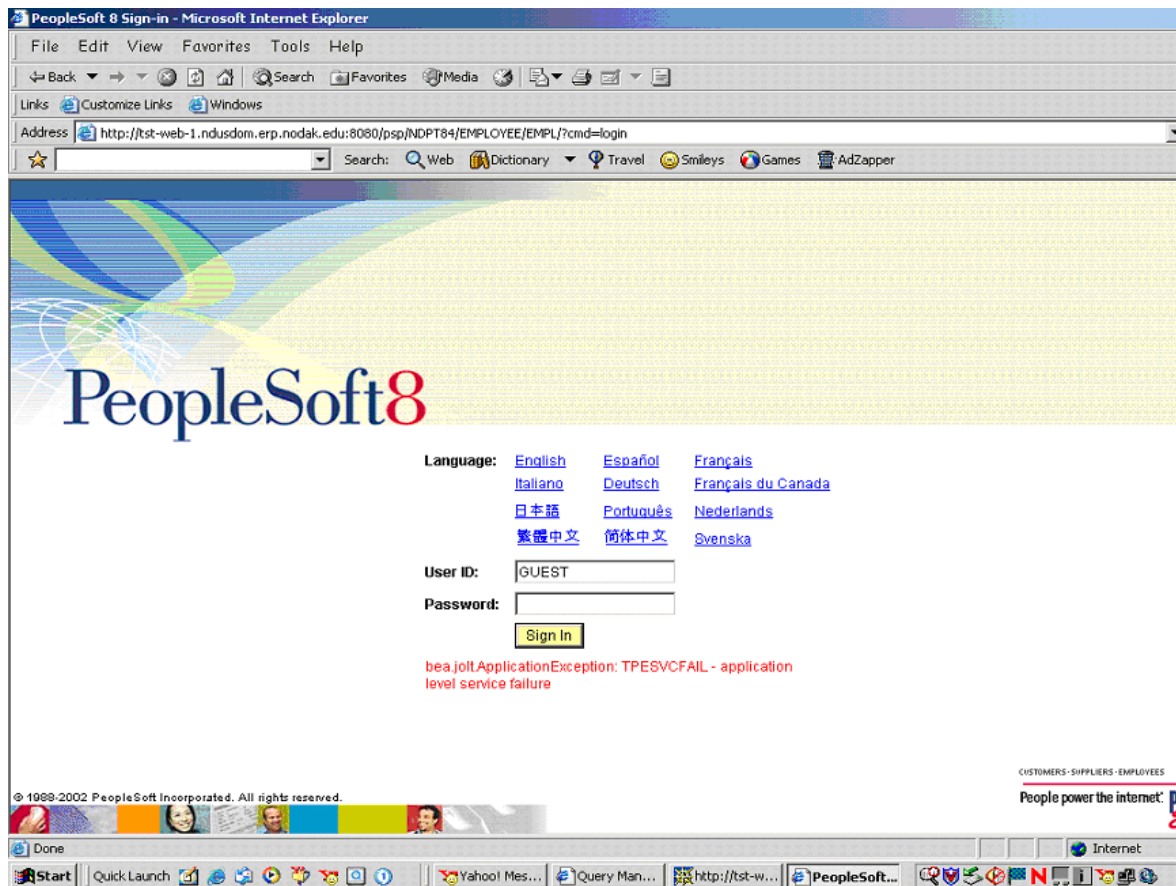 PeopleSoft 8 Sign-in - Microsoft Internet Explorer
File Edit View Favorites Tools Help
Back Search Favorites Media
Links Customize Links Windows
Address http://tst-web-1.ndusdom.erp.nodak.edu:8080/psp/NDPT84/EMPLOYEE/EMPL/?cmd=login
Search: Web Dictionary Travel Smileys Games AdZapper
PeopleSoft8
Language: English Español Français
Italiano Deutsch Français du Canada
日本語 Português Nederlands
繁體中文 简体中文 Svenska
User ID: GUEST
Password:
Sign In
bea.jolt.ApplicationException: TPESVCFAIL - application
level service failure
CUSTOMERS · SUPPLIERS · EMPLOYEES
© 1988-2002 PeopleSoft Incorporated. All rights reserved.
People power the internet.
Done Internet
Start Quick Launch Yahoo! Mes... Query Man... http://tst-w... PeopleSoft...